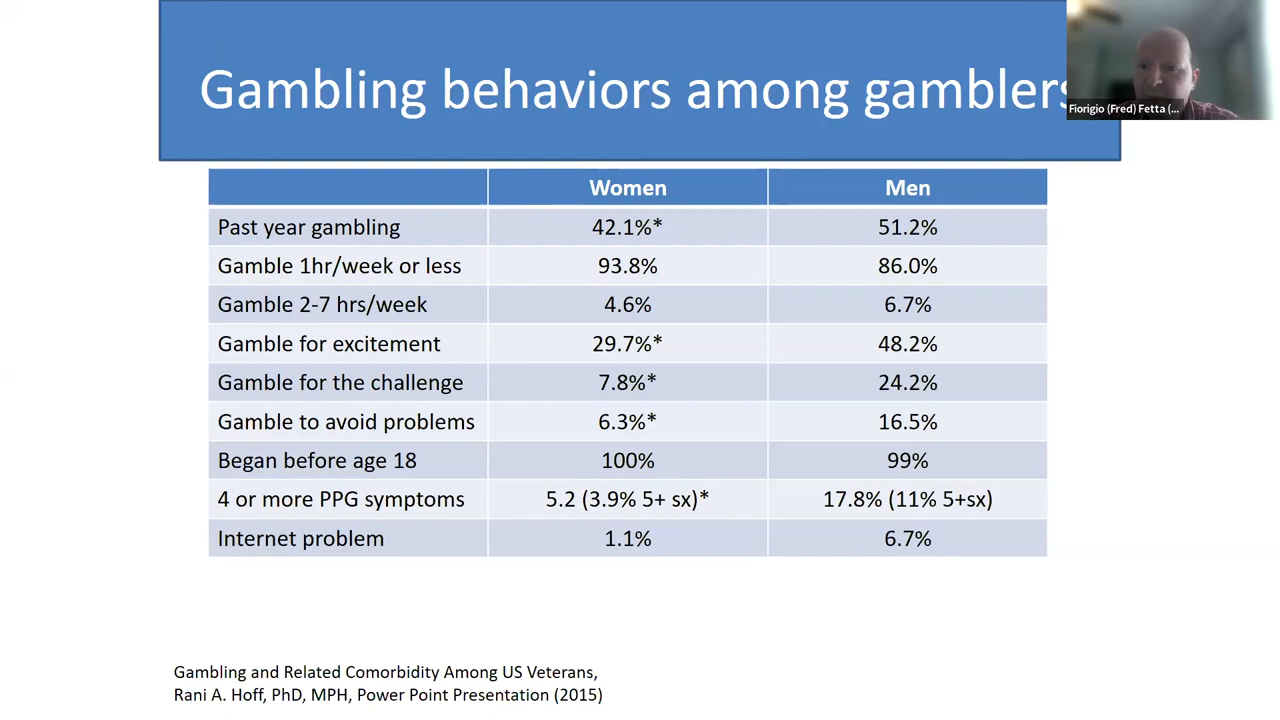 Gambling behaviors among gamblers
Fiorigio (Fred) Fetta (...
Women Men
Past year gambling 42.1%* 51.2%
Gamble 1hr/week or less 93.8% 86.0%
Gamble 2-7 hrs/week 4.6% 6.7%
Gamble for excitement 29.7%* 48.2%
Gamble for the challenge 7.8%* 24.2%
Gamble to avoid problems 6.3%* 16.5%
Began before age 18 100% 99%
4 or more PPG symptoms 5.2 (3.9% 5+ sx)* 17.8% (11% 5+sx)
Internet problem 1.1% 6.7%
Gambling and Related Comorbidity Among US Veterans,
Rani A. Hoff, PhD, MPH, Power Point Presentation (2015)